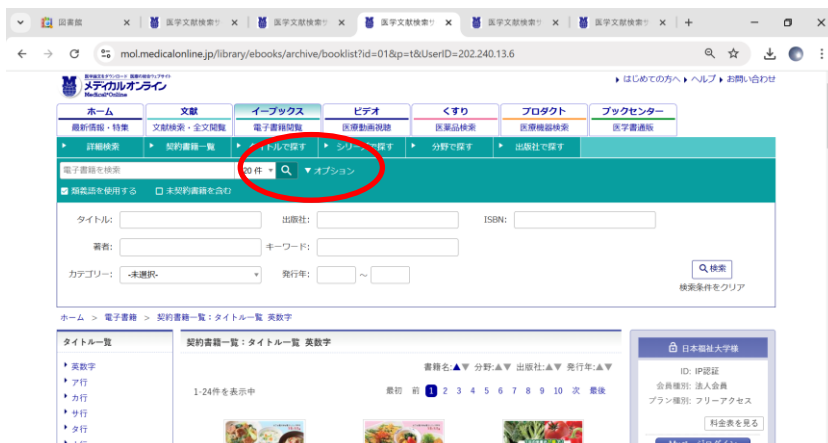 図書館 医学文献検索サ 医学文献検索サ 医学文献検索サ 医学文献検索サ 医学文献検索サ
mol.medicalonline.jp/library/ebooks/archive/booklist?id=01&p=t&UserID=202.240.13.6
メディカルオンライン
Medical*Online
はじめての方へ ヘルプ お問い合わせ
ホーム 文献 イーブックス ビデオ くすり プロダクト ブックセンター
最新情報・特集 文献検索・全文閲覧 電子書籍閲覧 医療動画視聴 医薬品検索 医療機器検索 医学書通販
詳細検索 契約書籍一覧 タイトルで探す シリーズで探す 分野で探す 出版社で探す
電子書籍を検索 20 件 ▼オプション
類義語を使用する 未契約書籍を含む
タイトル: 出版社: ISBN:
著者: キーワード:
カテゴリー: -未選択- 発行年: ～ 検索
検索条件をクリア
ホーム > 電子書籍 > 契約書籍一覧：タイトル一覧 英数字
タイトル一覧 契約書籍一覧：タイトル一覧 英数字 日本福祉大学様
英数字 書籍名:▲▼ 分野:▲▼ 出版社:▲▼ 発行年:▲▼ ID: IP認証
ア行 1-24件を表示中 最初 前 1 2 3 4 5 6 7 8 9 10 次 最後 会員種別: 法人会員
カ行 プラン種別: フリーアクセス
サ行 料金表を見る
タ行